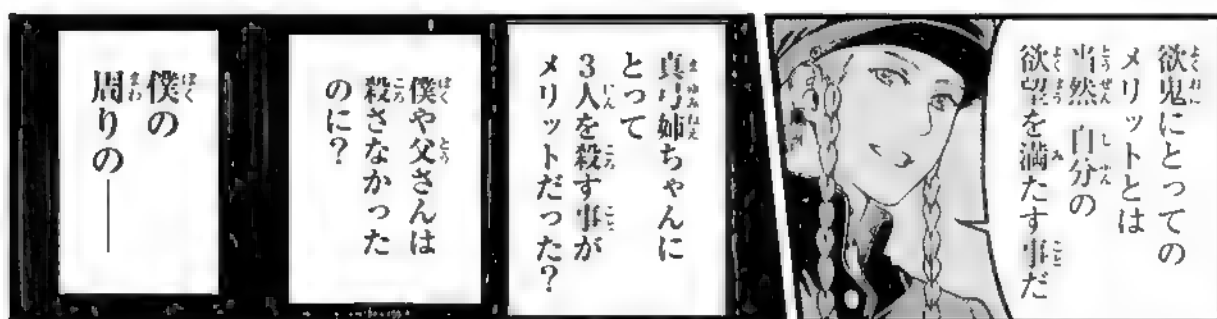 欲鬼にとっての
メリットとは
当然 自分の
欲望を満たす事だ
真弓姉ちゃんに
とって
3人を殺す事が
メリットだった?
僕や父さんは
殺さなかった
のに?
僕の
周りの――